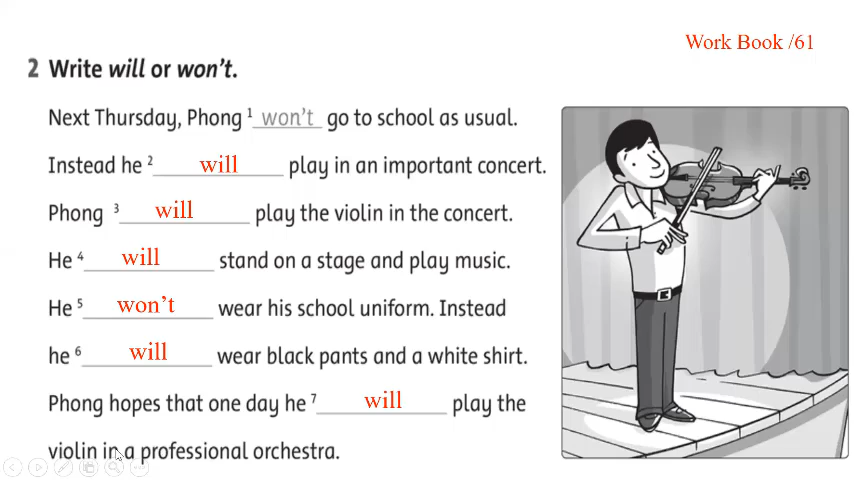 Work Book /61
2 Write will or won't.
Next Thursday, Phong 1 won't go to school as usual.
Instead he 2 will play in an important concert.
Phong 3 will play the violin in the concert.
He 4 will stand on a stage and play music.
He 5 won't wear his school uniform. Instead
he 6 will wear black pants and a white shirt.
Phong hopes that one day he 7 will play the
violin in a professional orchestra.